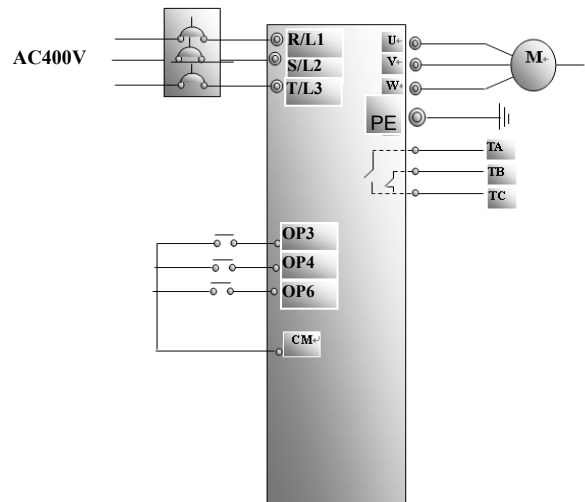 AC400V
R/L1
S/L2
T/L3
U
V
W
M
PE
TA
TB
TC
OP3
OP4
OP6
CM